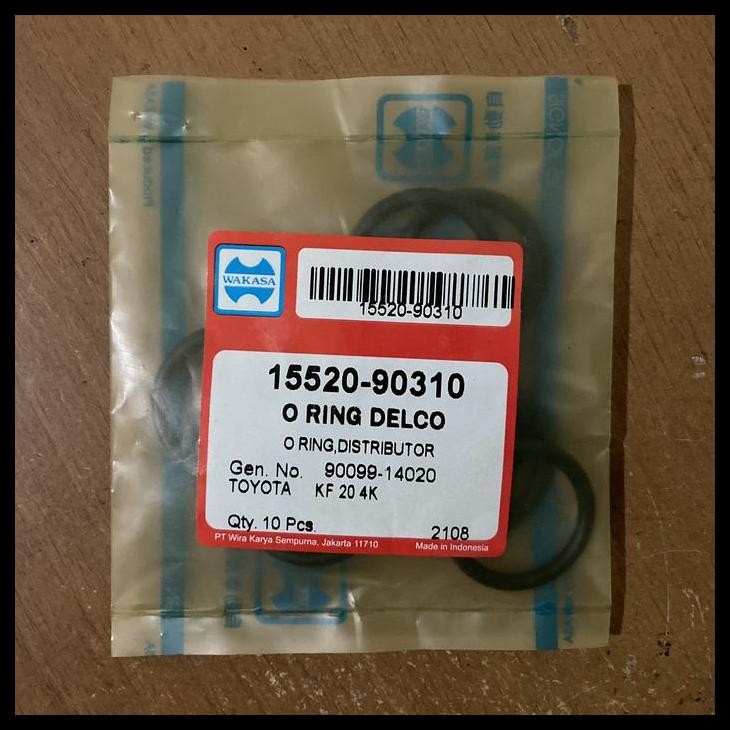 WAKASA
15520-90310
15520-90310
O RING DELCO
O RING,DISTRIBUTOR
Gen. No. 90099-14020
TOYOTA KF 20 4K
Qty. 10 Pcs.
2108
PT Wira Karya Sempurna, Jakarta 11710
Made in Indonesia